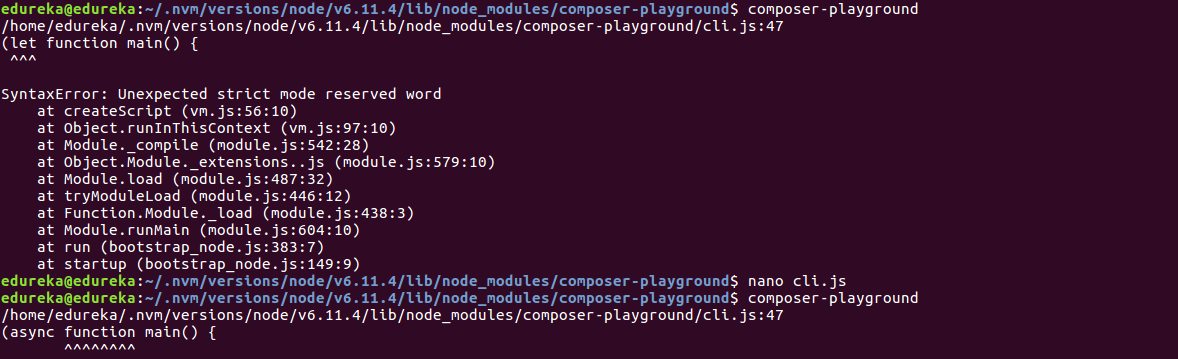 edureka@edureka:~/.nvm/versions/node/v6.11.4/lib/node_modules/composer-playground$ composer-playground
/home/edureka/.nvm/versions/node/v6.11.4/lib/node_modules/composer-playground/cli.js:47
(let function main() {
 ^^^

SyntaxError: Unexpected strict mode reserved word
    at createScript (vm.js:56:10)
    at Object.runInThisContext (vm.js:97:10)
    at Module._compile (module.js:542:28)
    at Object.Module._extensions..js (module.js:579:10)
    at Module.load (module.js:487:32)
    at tryModuleLoad (module.js:446:12)
    at Function.Module._load (module.js:438:3)
    at Module.runMain (module.js:604:10)
    at run (bootstrap_node.js:383:7)
    at startup (bootstrap_node.js:149:9)
edureka@edureka:~/.nvm/versions/node/v6.11.4/lib/node_modules/composer-playground$ nano cli.js
edureka@edureka:~/.nvm/versions/node/v6.11.4/lib/node_modules/composer-playground$ composer-playground
/home/edureka/.nvm/versions/node/v6.11.4/lib/node_modules/composer-playground/cli.js:47
(async function main() {
       ^^^^^^^^